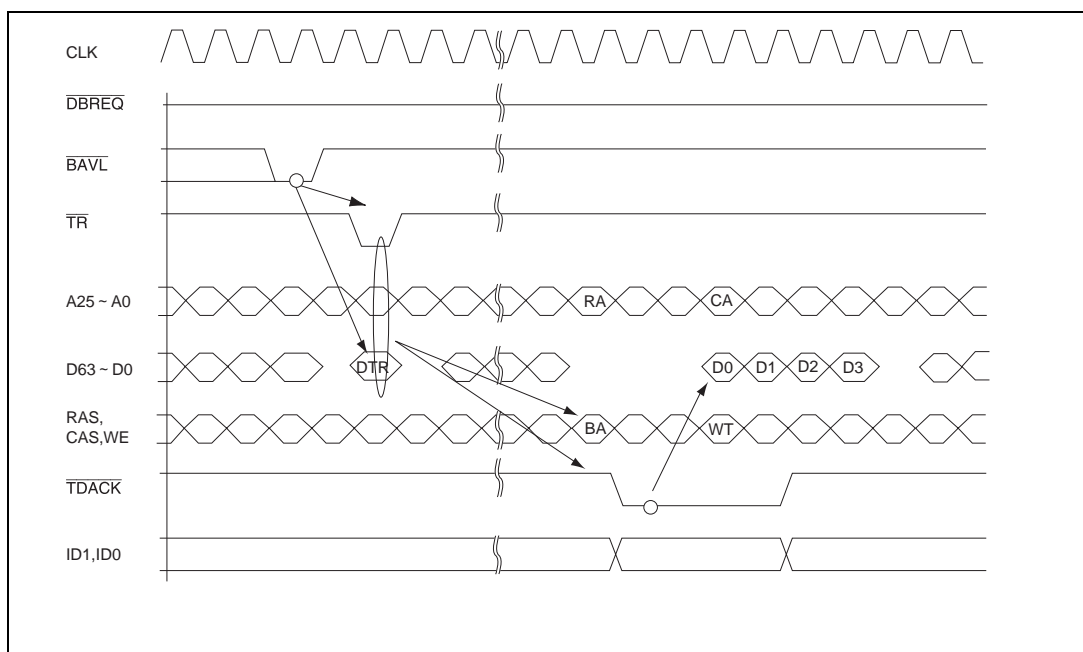 CLK
DBREQ
BAVL
TR
A25 ~ A0
RA
CA
D63 ~ D0
DTR
D0
D1
D2
D3
RAS,
CAS,WE
BA
WT
TDACK
ID1,ID0